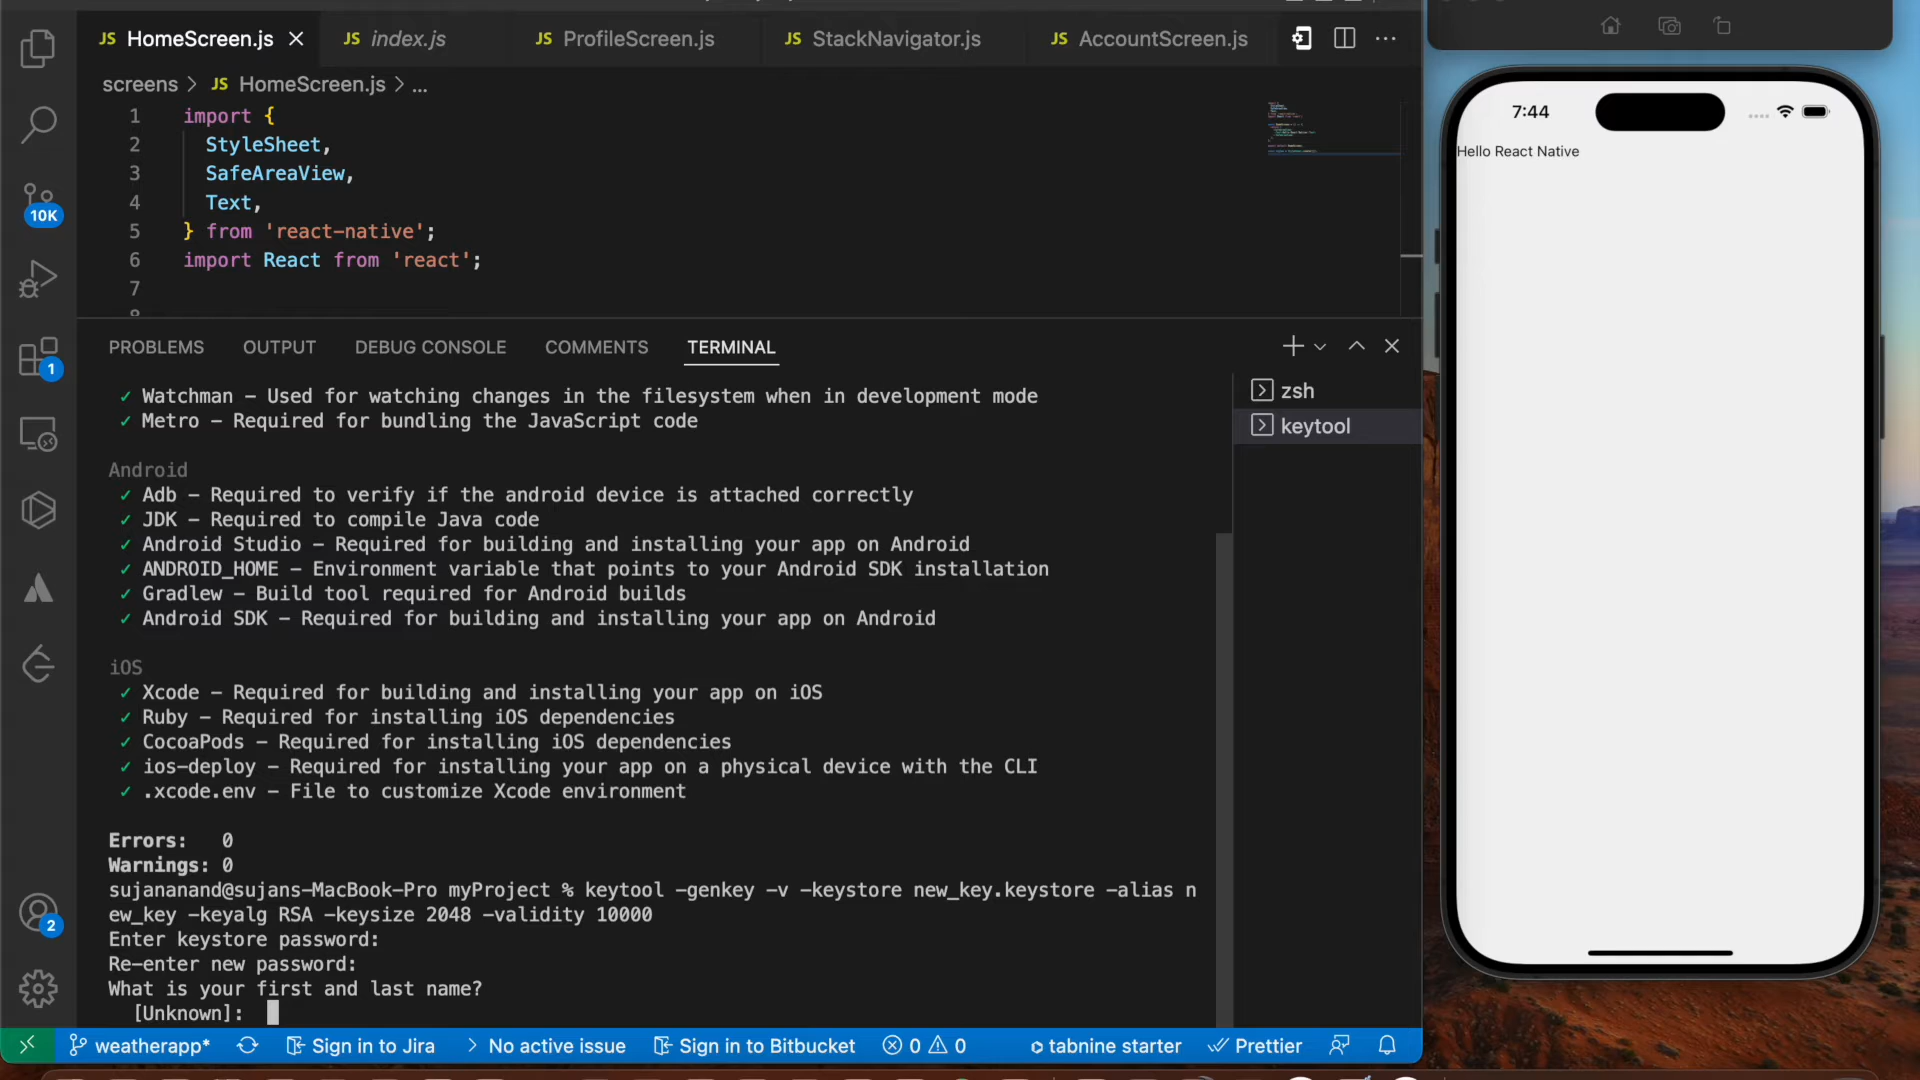 JS HomeScreen.js
JS index.js
JS ProfileScreen.js
JS StackNavigator.js
JS AccountScreen.js
screens > JS HomeScreen.js > ...
1 import {
2 StyleSheet,
3 SafeAreaView,
4 Text,
5 } from 'react-native';
6 import React from 'react';
7
10K
1
2
PROBLEMS OUTPUT DEBUG CONSOLE COMMENTS TERMINAL
zsh
keytool
✓ Watchman - Used for watching changes in the filesystem when in development mode
✓ Metro - Required for bundling the JavaScript code
Android
✓ Adb - Required to verify if the android device is attached correctly
✓ JDK - Required to compile Java code
✓ Android Studio - Required for building and installing your app on Android
✓ ANDROID_HOME - Environment variable that points to your Android SDK installation
✓ Gradlew - Build tool required for Android builds
✓ Android SDK - Required for building and installing your app on Android
iOS
✓ Xcode - Required for building and installing your app on iOS
✓ Ruby - Required for installing iOS dependencies
✓ CocoaPods - Required for installing iOS dependencies
✓ ios-deploy - Required for installing your app on a physical device with the CLI
✓ .xcode.env - File to customize Xcode environment
Errors: 0
Warnings: 0
sujananand@sujans-MacBook-Pro myProject % keytool -genkey -v -keystore new_key.keystore -alias n
ew_key -keyalg RSA -keysize 2048 -validity 10000
Enter keystore password:
Re-enter new password:
What is your first and last name?
[Unknown]:
weatherapp* Sign in to Jira No active issue Sign in to Bitbucket 0 0 tabnine starter Prettier
7:44
Hello React Native